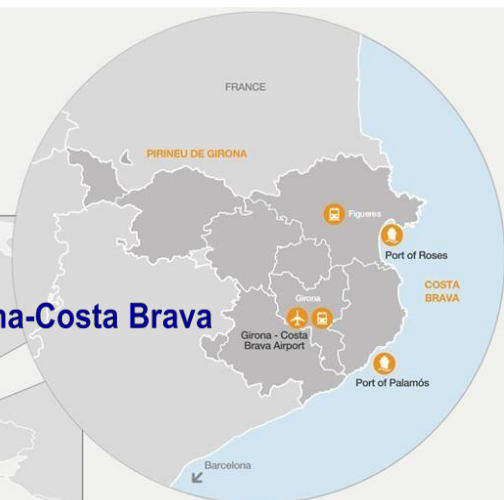 FRANCE
PIRINEU DE GIRONA
Figueres
Port of Roses
COSTA
BRAVA
Girona
na-Costa Brava
Girona - Costa
Brava Airport
Port of Palamós
Barcelona